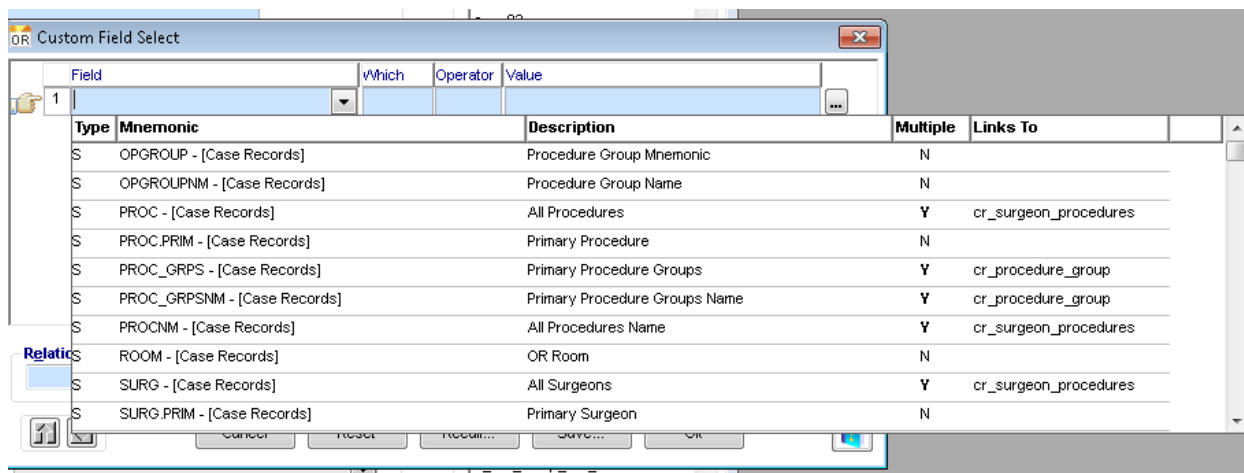 OR Custom Field Select
Field Which Operator Value
1 ...
Type Mnemonic Description Multiple Links To
S OPGROUP - [Case Records] Procedure Group Mnemonic N
S OPGROUPNM - [Case Records] Procedure Group Name N
S PROC - [Case Records] All Procedures Y cr_surgeon_procedures
S PROC.PRIM - [Case Records] Primary Procedure N
S PROC_GRPS - [Case Records] Primary Procedure Groups Y cr_procedure_group
S PROC_GRPSNM - [Case Records] Primary Procedure Groups Name Y cr_procedure_group
S PROCNM - [Case Records] All Procedures Name Y cr_surgeon_procedures
Relatio
S ROOM - [Case Records] OR Room N
S SURG - [Case Records] All Surgeons Y cr_surgeon_procedures
S SURG.PRIM - [Case Records] Primary Surgeon N